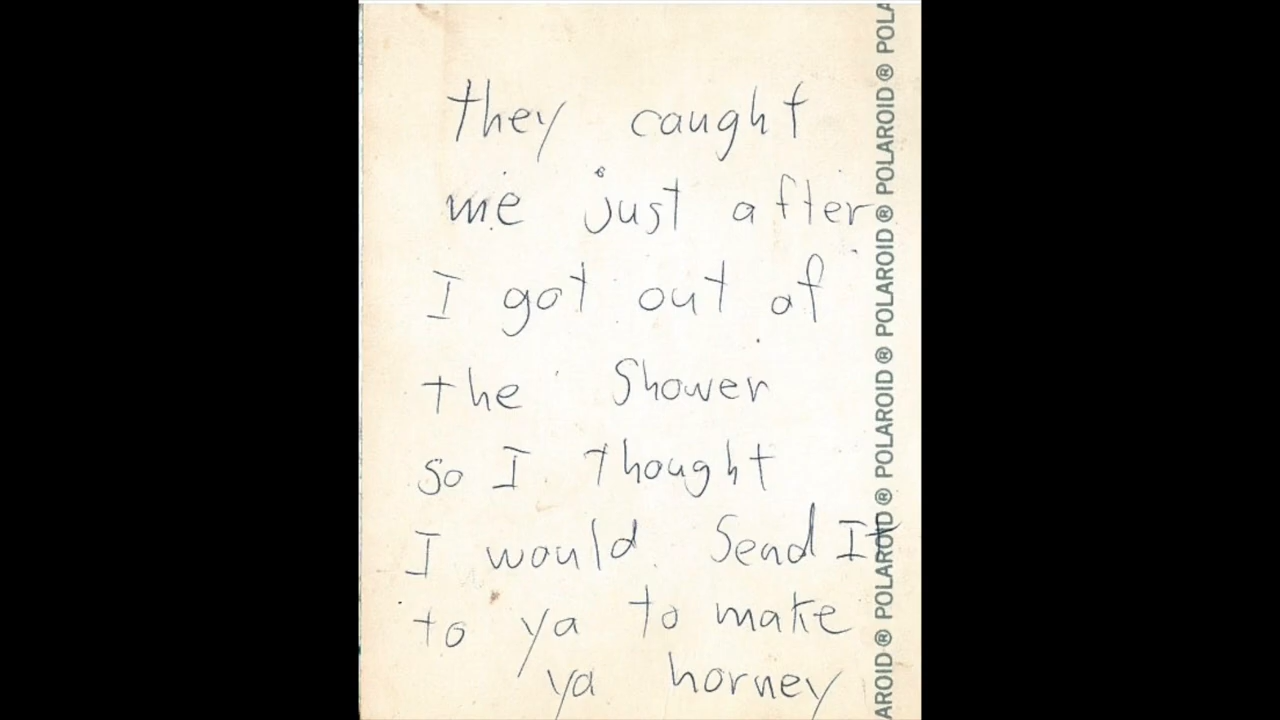 they caught
me just after
I got out of
the Shower
so I thought
I would Send It
to ya to make
ya horney
AROID® POLAROID® POLAROID® POLAROID® POLAROID® POLA